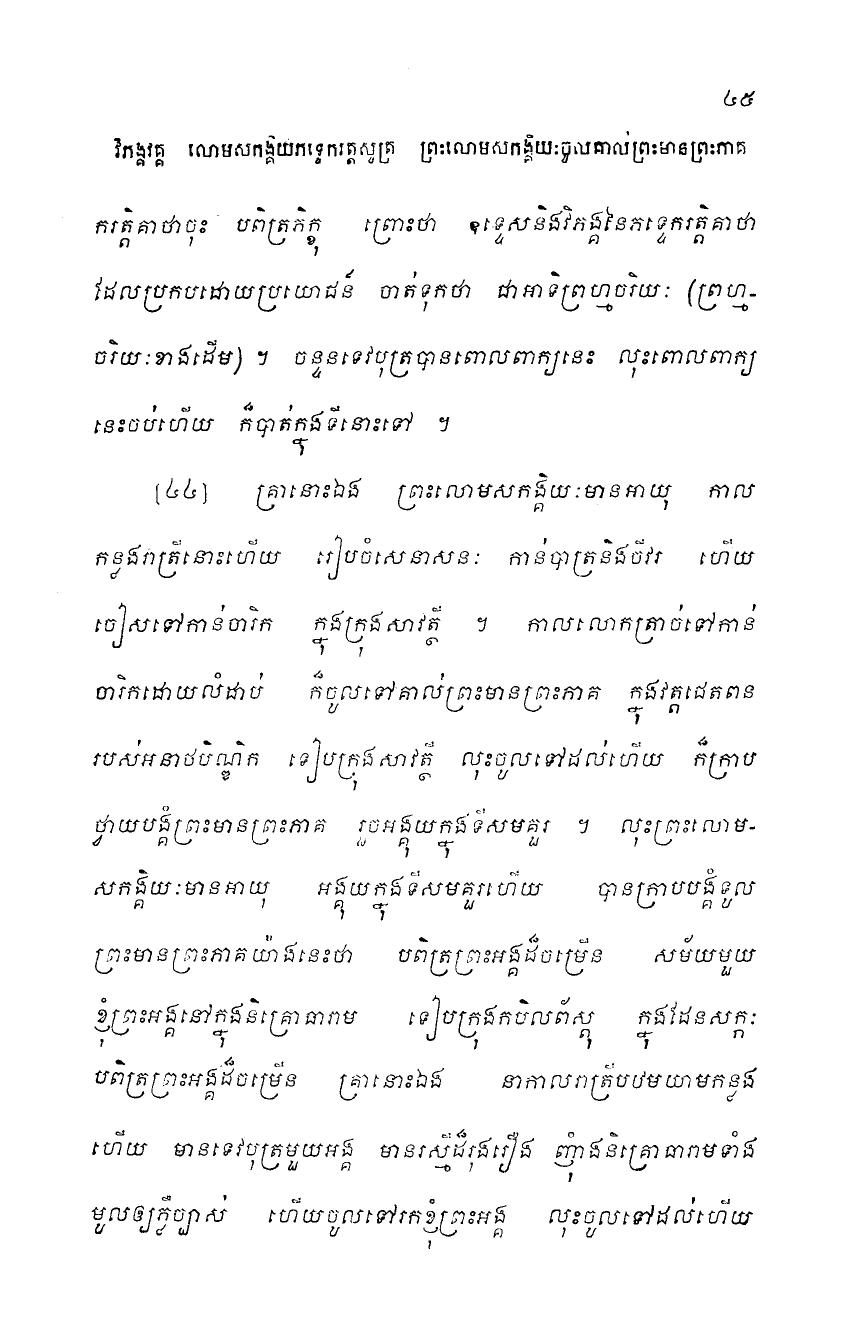 ៤៥
វិភង្គវគ្គ លោមសកង្គិយភទ្ទេករត្តសូត្រ ព្រះលោមសកង្គិយៈចូលគាល់ព្រះមានព្រះភាគ
ករត្តិគាថាចុះ បពិត្រភិក្ខុ ព្រោះថា ឧទ្ទេសនិងវិភង្គនៃភទ្ទេករត្តិគាថា
ដែលប្រកបដោយប្រយោជន៍ ចាត់ទុកថា ជាអាទិព្រហ្មចរិយៈ (ព្រហ្ម-
ចរិយៈខាងដើម) ។ ចន្ទនទេវបុត្របានពោលពាក្យនេះ លុះពោលពាក្យ
នេះចប់ហើយ ក៏បាត់ក្នុងទីនោះទៅ ។
[៤៤] គ្រានោះឯង ព្រះលោមសកង្គិយៈមានអាយុ កាល
កន្លងរាត្រីនោះហើយ រៀបចំសេនាសនៈ កាន់បាត្រនិងចីវរ ហើយ
ចៀសទៅកាន់ចារិក ក្នុងក្រុងសាវត្ថី ។ កាលលោកត្រាច់ទៅកាន់
ចារិកដោយលំដាប់ ក៏ចូលទៅគាល់ព្រះមានព្រះភាគ ក្នុងវត្តជេតពន
របស់អនាថបិណ្ឌិក ទៀបក្រុងសាវត្ថី លុះចូលទៅដល់ហើយ ក៏ក្រាប
ថ្វាយបង្គំព្រះមានព្រះភាគ រួចអង្គុយក្នុងទីសមគួរ ។ លុះព្រះលោម-
សកង្គិយៈមានអាយុ អង្គុយក្នុងទីសមគួរហើយ បានក្រាបបង្គំទូល
ព្រះមានព្រះភាគយ៉ាងនេះថា បពិត្រព្រះអង្គដ៏ចម្រើន សម័យមួយ
ខ្ញុំព្រះអង្គនៅក្នុងនិគ្រោធារាម ទៀបក្រុងកបិលព័ស្តុ ក្នុងដែនសក្កៈ
បពិត្រព្រះអង្គដ៏ចម្រើន គ្រានោះឯង នាកាលរាត្រីបឋមយាមកន្លង
ហើយ មានទេវបុត្រមួយអង្គ មានរស្មីដ៏រុងរឿង ញ៉ាំងនិគ្រោធារាមទាំង
មូលឲ្យភ្លឺច្បាស់ ហើយចូលទៅរកខ្ញុំព្រះអង្គ លុះចូលទៅដល់ហើយ